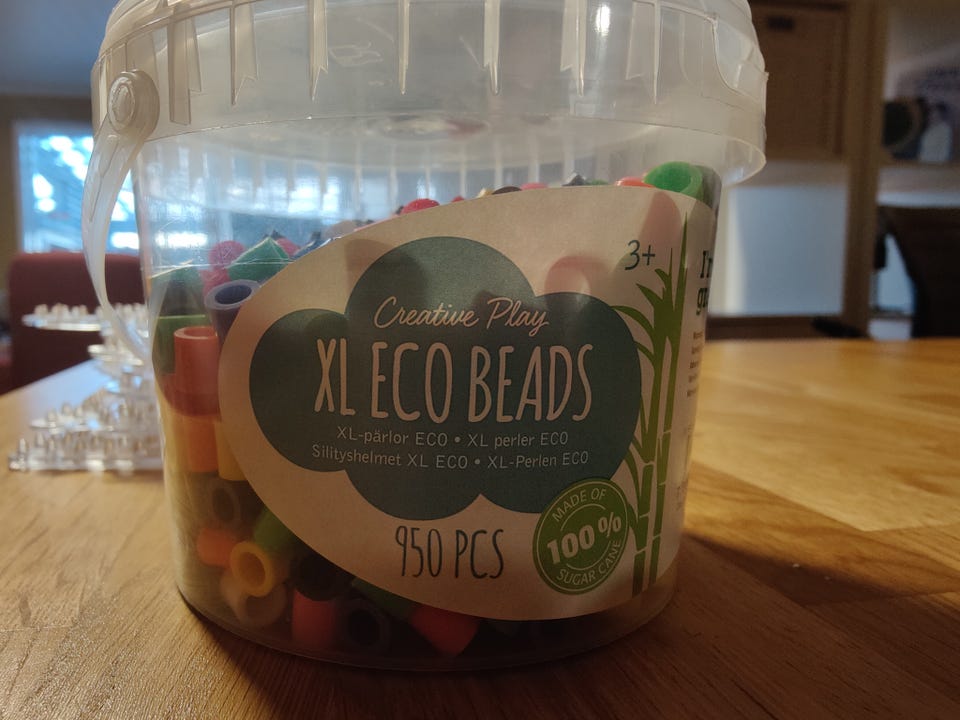 3+
Creative Play
XL ECO BEADS
XL-pärlor ECO • XL perler ECO
Silityshelmet XL ECO • XL-Perlen ECO
950 PCS
MADE OF
100%
SUGAR CANE